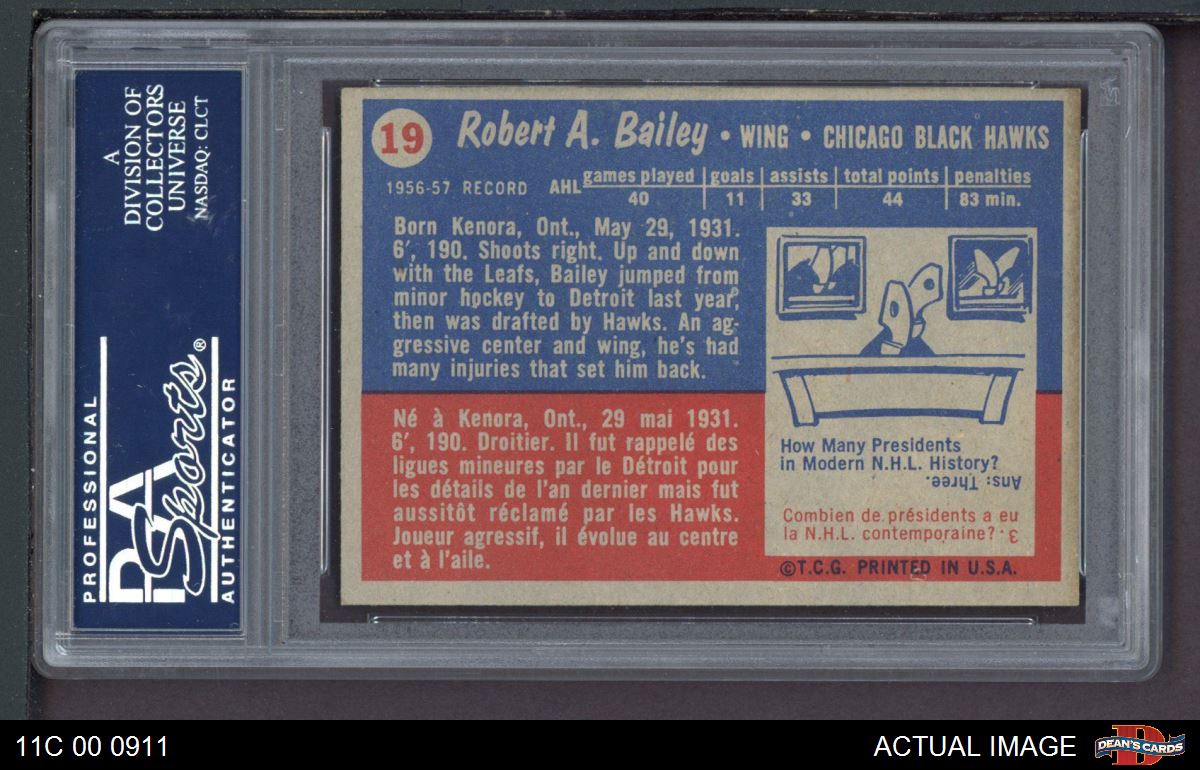 A
DIVISION OF
COLLECTORS
UNIVERSE
NASDAQ: CLCT
PROFESSIONAL
PSA
Sports®
AUTHENTICATOR
19 Robert A. Bailey • WING • CHICAGO BLACK HAWKS
games played goals assists total points penalties
1956-57 RECORD AHL 40 11 33 44 83 min.
Born Kenora, Ont., May 29, 1931.
6', 190. Shoots right. Up and down
with the Leafs, Bailey jumped from
minor hockey to Detroit last year,
then was drafted by Hawks. An ag-
gressive center and wing, he's had
many injuries that set him back.
Né à Kenora, Ont., 29 mai 1931.
6', 190. Droitier. Il fut rappelé des
ligues mineures par le Détroit pour
les détails de l'an dernier mais fut
aussitôt réclamé par les Hawks.
Joueur agressif, il évolue au centre
et à l'aile.
How Many Presidents
in Modern N.H.L. History?
Ans: Three.
Combien de présidents a eu
la N.H.L. contemporaine? • 3
©T.C.G. PRINTED IN U.S.A.
11C 00 0911
ACTUAL IMAGE
D
DEAN'S CARDS